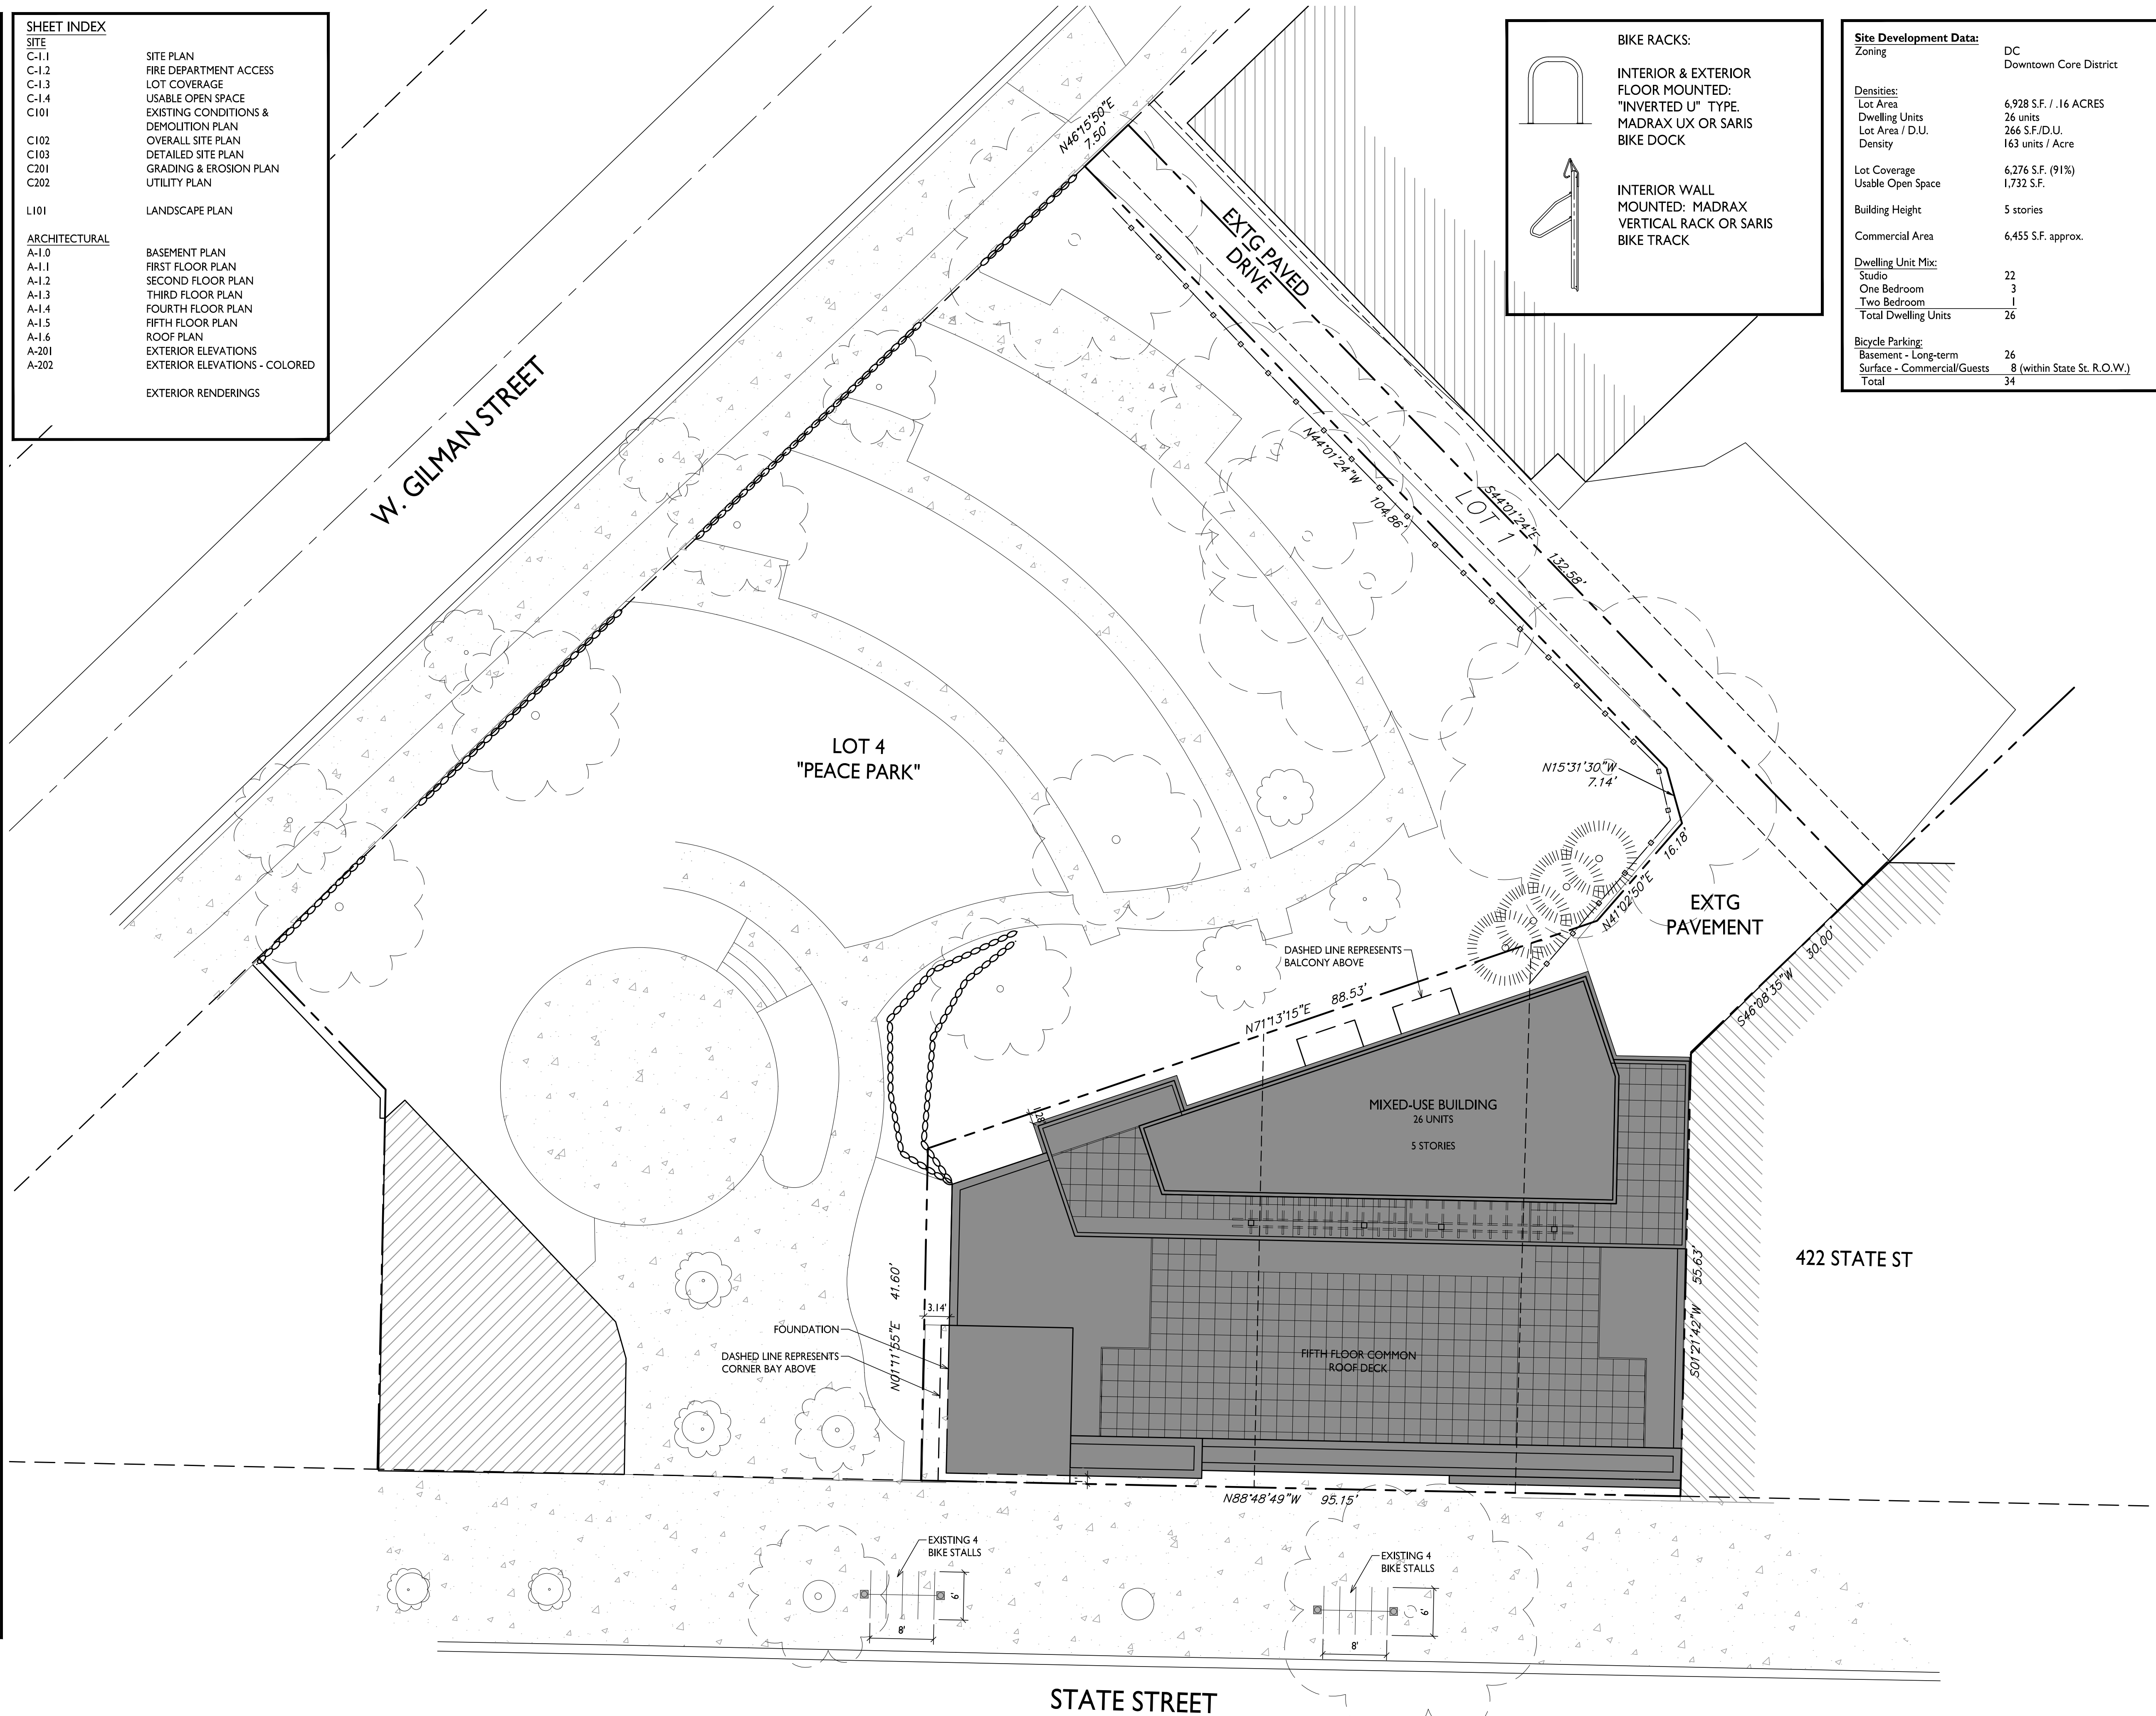 SHEET INDEX
SITE
C-1.1 SITE PLAN
C-1.2 FIRE DEPARTMENT ACCESS
C-1.3 LOT COVERAGE
C-1.4 USABLE OPEN SPACE
C101 EXISTING CONDITIONS &
DEMOLITION PLAN
C102 OVERALL SITE PLAN
C103 DETAILED SITE PLAN
C201 GRADING & EROSION PLAN
C202 UTILITY PLAN
L101 LANDSCAPE PLAN
ARCHITECTURAL
A-1.0 BASEMENT PLAN
A-1.1 FIRST FLOOR PLAN
A-1.2 SECOND FLOOR PLAN
A-1.3 THIRD FLOOR PLAN
A-1.4 FOURTH FLOOR PLAN
A-1.5 FIFTH FLOOR PLAN
A-1.6 ROOF PLAN
A-201 EXTERIOR ELEVATIONS
A-202 EXTERIOR ELEVATIONS - COLORED
EXTERIOR RENDERINGS
BIKE RACKS:
INTERIOR & EXTERIOR
FLOOR MOUNTED:
"INVERTED U" TYPE.
MADRAX UX OR SARIS
BIKE DOCK
INTERIOR WALL
MOUNTED: MADRAX
VERTICAL RACK OR SARIS
BIKE TRACK
Site Development Data:
Zoning DC
Downtown Core District
Densities:
Lot Area 6,928 S.F. / .16 ACRES
Dwelling Units 26 units
Lot Area / D.U. 266 S.F./D.U.
Density 163 units / Acre
Lot Coverage 6,276 S.F. (91%)
Usable Open Space 1,732 S.F.
Building Height 5 stories
Commercial Area 6,455 S.F. approx.
Dwelling Unit Mix:
Studio 22
One Bedroom 3
Two Bedroom 1
Total Dwelling Units 26
Bicycle Parking:
Basement - Long-term 26
Surface - Commercial/Guests 8 (within State St. R.O.W.)
Total 34
N46°15'50"E
7.50'
EXTG PAVED
DRIVE
W. GILMAN STREET
N44°01'24"W 104.86'
LOT 1
S44°01'24"E 132.58'
LOT 4
"PEACE PARK"
N15°31'30"W
7.14'
16.18'
N41°02'50"E
EXTG
PAVEMENT
DASHED LINE REPRESENTS
BALCONY ABOVE
30.00'
S46°08'35"W
N71°13'15"E 88.53'
MIXED-USE BUILDING
26 UNITS
5 STORIES
422 STATE ST
N01°11'55"E 41.60'
3.14'
S01°21'42"W 55.63'
FOUNDATION
DASHED LINE REPRESENTS
CORNER BAY ABOVE
FIFTH FLOOR COMMON
ROOF DECK
N88°48'49"W 95.15'
EXISTING 4
BIKE STALLS
6'
8'
EXISTING 4
BIKE STALLS
6'
8'
STATE STREET